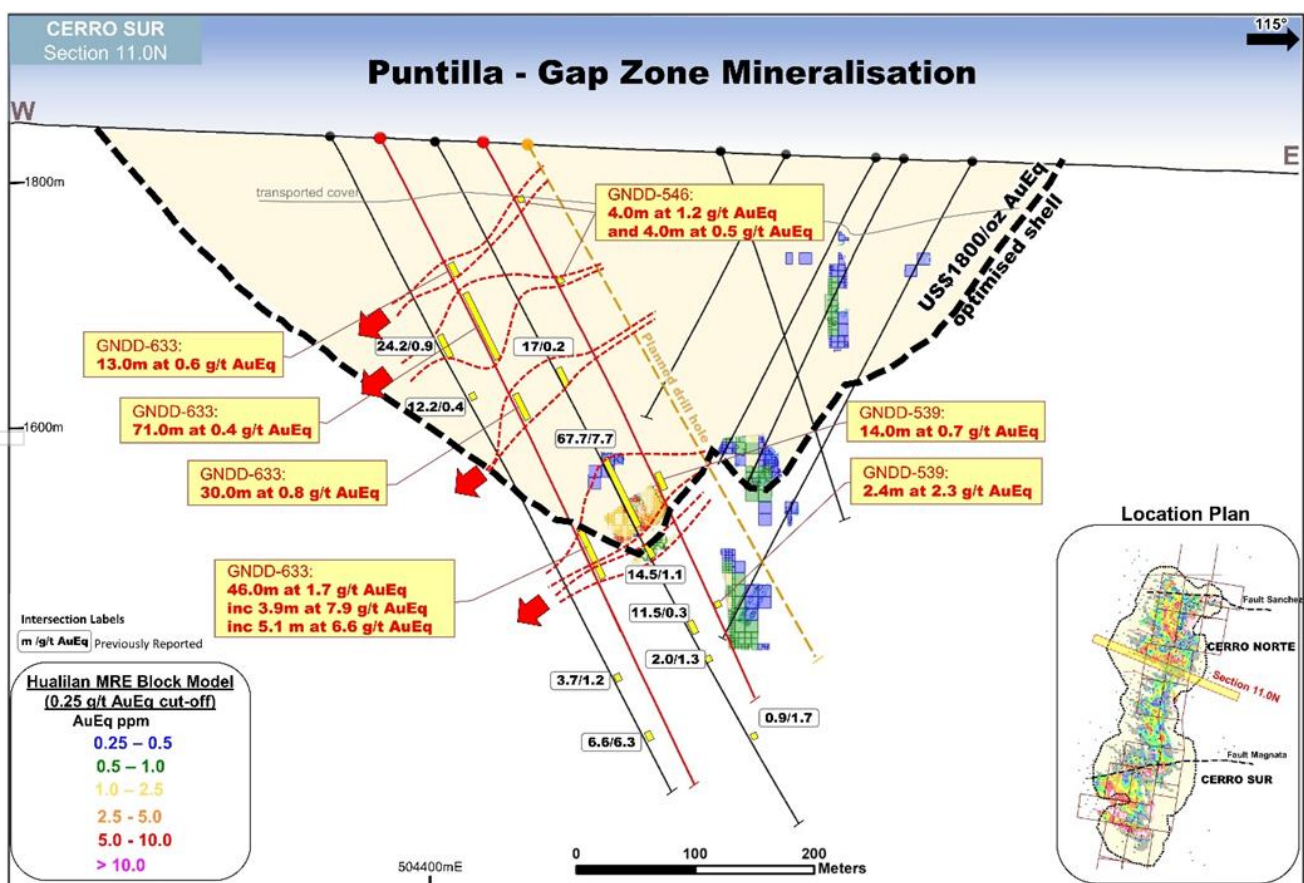 CERRO SUR
Section 11.0N
115°
Puntilla - Gap Zone Mineralisation
W
E
1800m
transported cover
GNDD-546:
4.0m at 1.2 g/t AuEq
and 4.0m at 0.5 g/t AuEq
US$1800/oz AuEq
optimised shell
GNDD-633:
13.0m at 0.6 g/t AuEq
24.2/0.9
17/0.2
Planned drill hole
12.2/0.4
GNDD-633:
71.0m at 0.4 g/t AuEq
1600m
67.7/7.7
GNDD-539:
14.0m at 0.7 g/t AuEq
GNDD-633:
30.0m at 0.8 g/t AuEq
GNDD-539:
2.4m at 2.3 g/t AuEq
GNDD-633:
46.0m at 1.7 g/t AuEq
inc 3.9m at 7.9 g/t AuEq
inc 5.1 m at 6.6 g/t AuEq
14.5/1.1
11.5/0.3
2.0/1.3
3.7/1.2
0.9/1.7
6.6/6.3
Intersection Labels
m /g/t AuEq Previously Reported
Hualilan MRE Block Model
(0.25 g/t AuEq cut-off)
AuEq ppm
0.25 – 0.5
0.5 – 1.0
1.0 – 2.5
2.5 - 5.0
5.0 - 10.0
> 10.0
504400mE
0 100 200
Meters
Location Plan
Fault Sanchez
CERRO NORTE
Section 11.0N
Fault Magnata
CERRO SUR